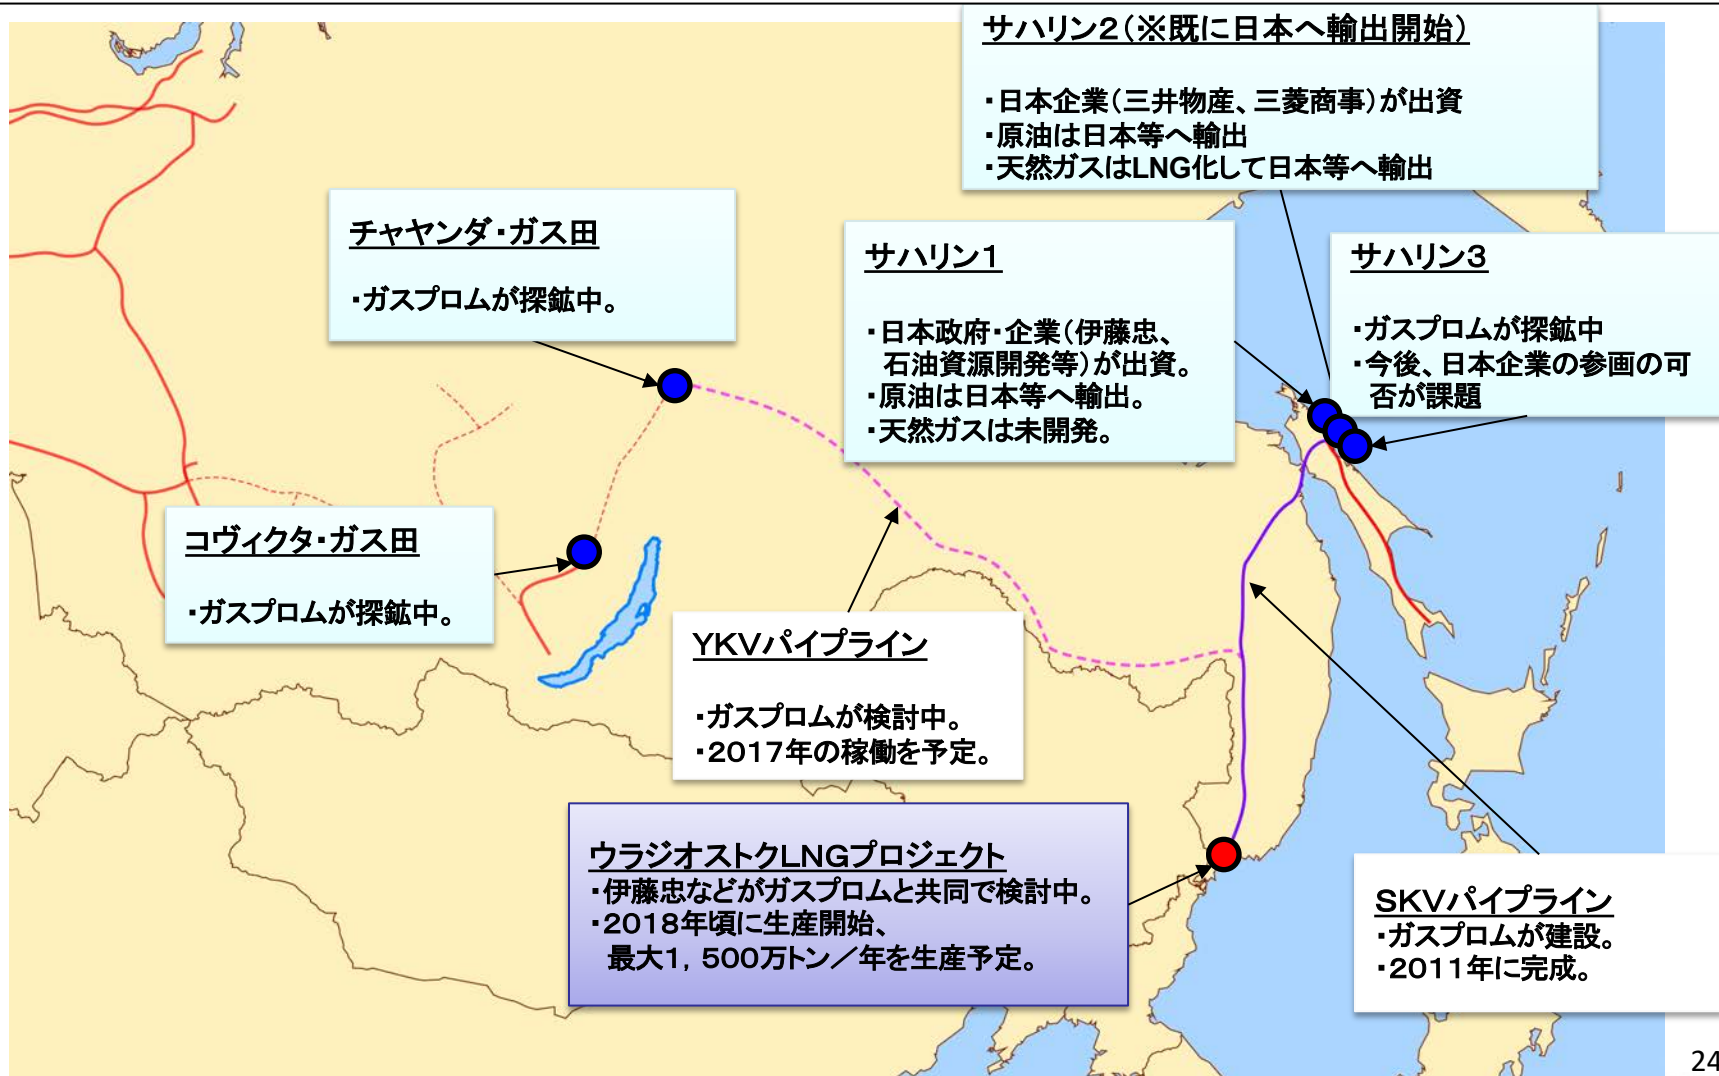 サハリン２（※既に日本へ輸出開始）
・日本企業（三井物産、三菱商事）が出資
・原油は日本等へ輸出
・天然ガスはLNG化して日本等へ輸出
チャヤンダ・ガス田
・ガスプロムが探鉱中。
サハリン１
・日本政府・企業（伊藤忠、
石油資源開発等）が出資。
・原油は日本等へ輸出。
・天然ガスは未開発。
サハリン３
・ガスプロムが探鉱中
・今後、日本企業の参画の可
否が課題
コヴィクタ・ガス田
・ガスプロムが探鉱中。
ＹＫＶパイプライン
・ガスプロムが検討中。
・２０１７年の稼働を予定。
ウラジオストクLNGプロジェクト
・伊藤忠などがガスプロムと共同で検討中。
・２０１８年頃に生産開始、
最大１，５００万トン／年を生産予定。
ＳＫＶパイプライン
・ガスプロムが建設。
・２０１１年に完成。
24